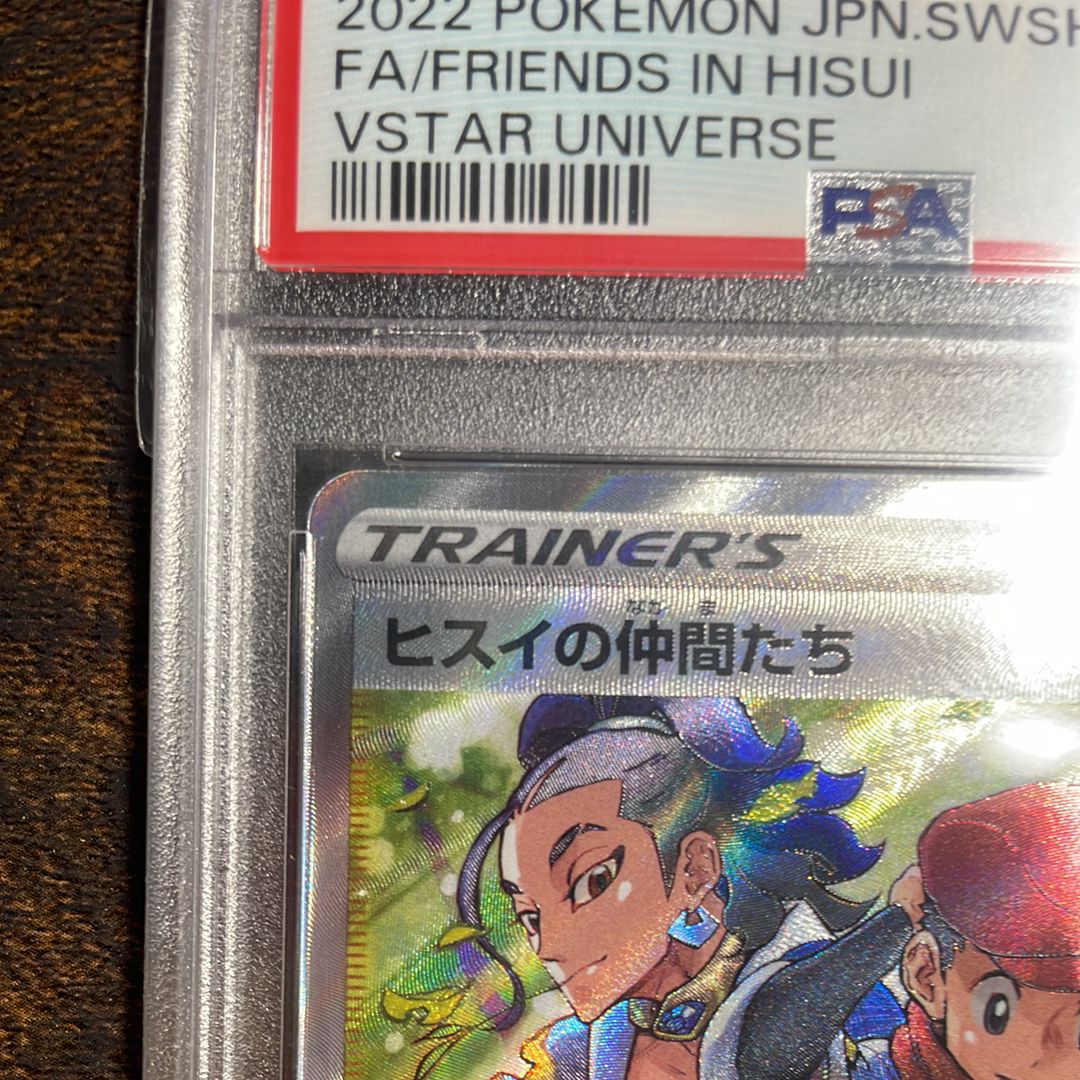 2022 POKEMON JPN.SWSH
FA/FRIENDS IN HISUI
VSTAR UNIVERSE
PSA
TRAINER'S
なか ま
ヒスイの仲間たち